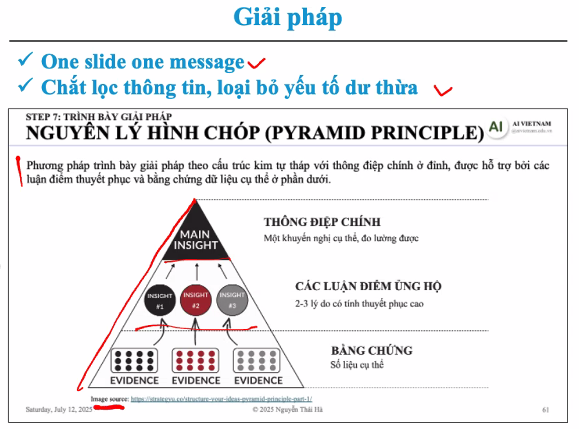 Giải pháp
One slide one message
Chắt lọc thông tin, loại bỏ yếu tố dư thừa
STEP 7: TRÌNH BÀY GIẢI PHÁP
NGUYÊN LÝ HÌNH CHÓP (PYRAMID PRINCIPLE)
AI AI VIETNAM
@aivietnam.edu.vn
Phương pháp trình bày giải pháp theo cấu trúc kim tự tháp với thông điệp chính ở đỉnh, được hỗ trợ bởi các
luận điểm thuyết phục và bằng chứng dữ liệu cụ thể ở phần dưới.
MAIN
INSIGHT
THÔNG ĐIỆP CHÍNH
Một khuyến nghị cụ thể, đo lường được
INSIGHT
#1
INSIGHT
#2
INSIGHT
#3
CÁC LUẬN ĐIỂM ỦNG HỘ
2-3 lý do có tính thuyết phục cao
EVIDENCE EVIDENCE EVIDENCE
BẰNG CHỨNG
Số liệu cụ thể
Image source: https://strategyu.co/structure-your-ideas-pyramid-principle-part-1/
Saturday, July 12, 2025 © 2025 Nguyễn Thái Hà 61